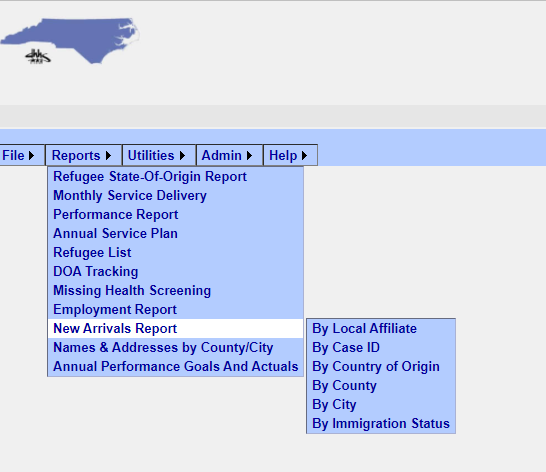 File
Reports
Utilities
Admin
Help
Refugee State-Of-Origin Report
Monthly Service Delivery
Performance Report
Annual Service Plan
Refugee List
DOA Tracking
Missing Health Screening
Employment Report
New Arrivals Report
Names & Addresses by County/City
Annual Performance Goals And Actuals
By Local Affiliate
By Case ID
By Country of Origin
By County
By City
By Immigration Status